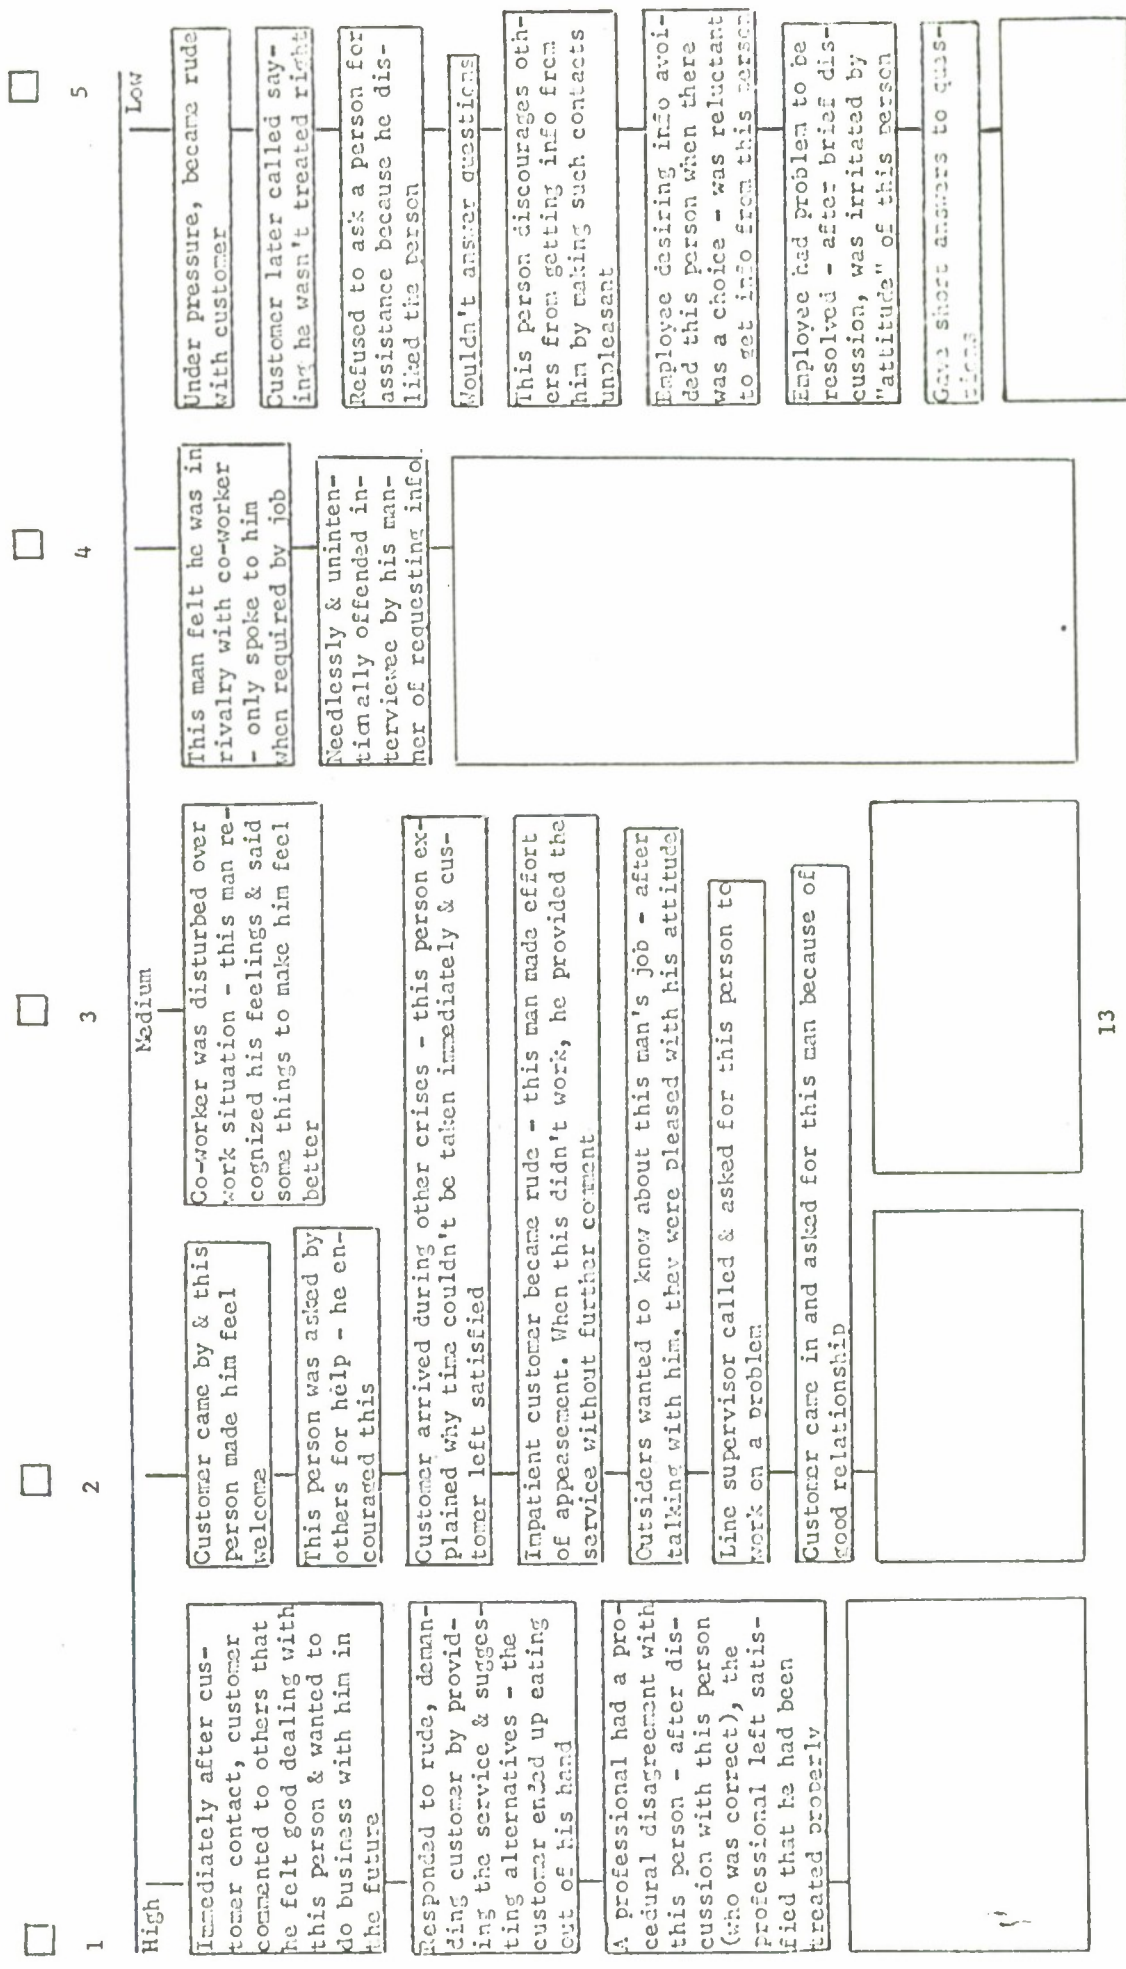 1
2
3
4
5
High
Medium
Low
Immediately after cus-
tomer contact, customer
commented to others that
he felt good dealing with
this person & wanted to
do business with him in
the future
Responded to rude, deman-
ding customer by provid-
ing the service & sugges-
ting alternatives - the
customer ended up eating
out of his hand
A professional had a pro-
cedural disagreement with
this person - after dis-
cussion with this person
(who was correct), the
professional left satis-
fied that he had been
treated properly
Customer came by & this
person made him feel
welcome
This person was asked by
others for help - he en-
couraged this
Customer arrived during other crises - this person ex-
plained why time couldn't be taken immediately & cus-
tomer left satisfied
Impatient customer became rude - this man made effort
of appeasement. When this didn't work, he provided the
service without further comment
Outsiders wanted to know about this man's job - after
talking with him, they were pleased with his attitude
Line supervisor called & asked for this person to
work on a problem
Customer came in and asked for this man because of
good relationship
Co-worker was disturbed over
work situation - this man re-
cognized his feelings & said
some things to make him feel
better
This man felt he was in
rivalry with co-worker
- only spoke to him
when required by job
Needlessly & uninten-
tionally offended in-
terviewee by his man-
ner of requesting info.
Under pressure, became rude
with customer
Customer later called say-
ing he wasn't treated right
Refused to ask a person for
assistance because he dis-
liked the person
Wouldn't answer questions
This person discourages oth-
ers from getting info from
him by making such contacts
unpleasant
Employee desiring info avoi-
ded this person when there
was a choice - was reluctant
to get info from this person
Employee had problem to be
resolved - after brief dis-
cussion, was irritated by
"attitude" of this person
Gave short answers to ques-
tions
13